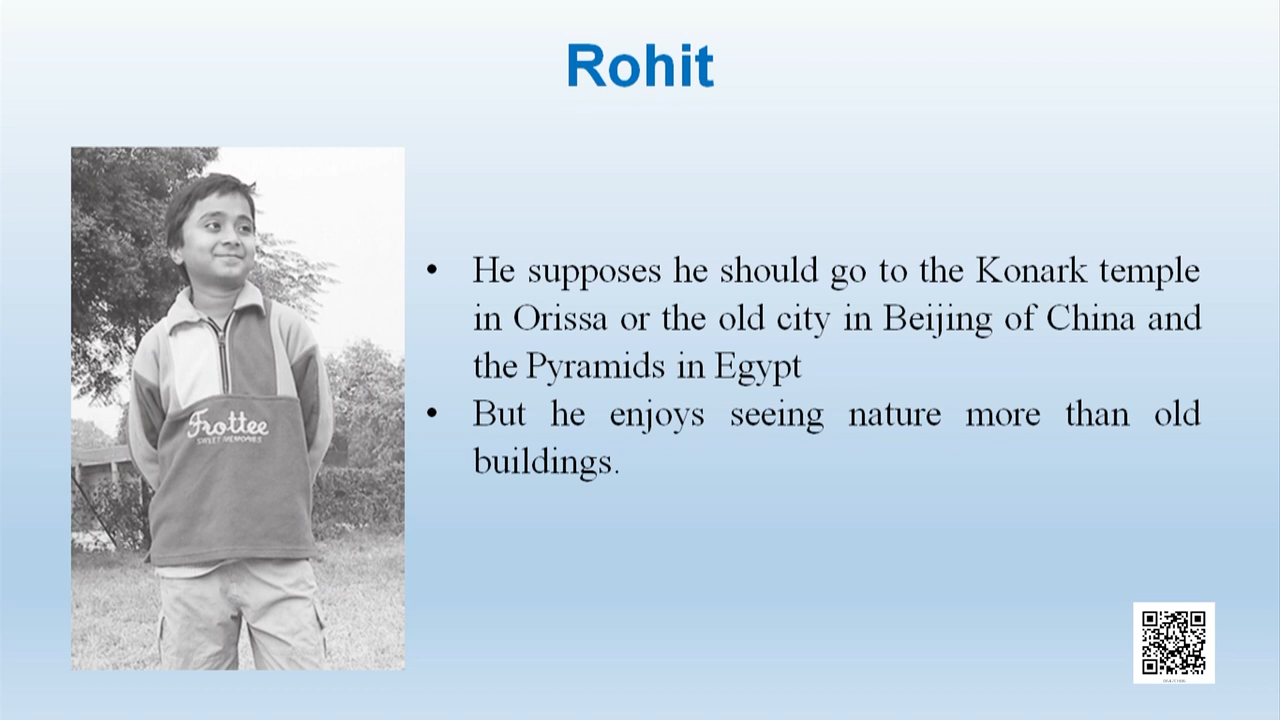 Rohit
• He supposes he should go to the Konark temple
in Orissa or the old city in Beijing of China and
the Pyramids in Egypt
• But he enjoys seeing nature more than old
buildings.
Frottee
SWEET MEMORIES